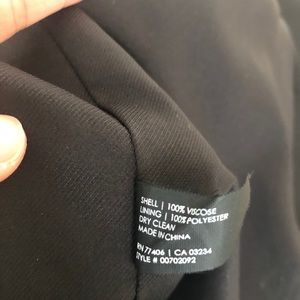 SHELL | 100% VISCOSE
LINING | 100% POLYESTER
DRY CLEAN
MADE IN CHINA
RN 77406 | CA 03234
STYLE # 00702092